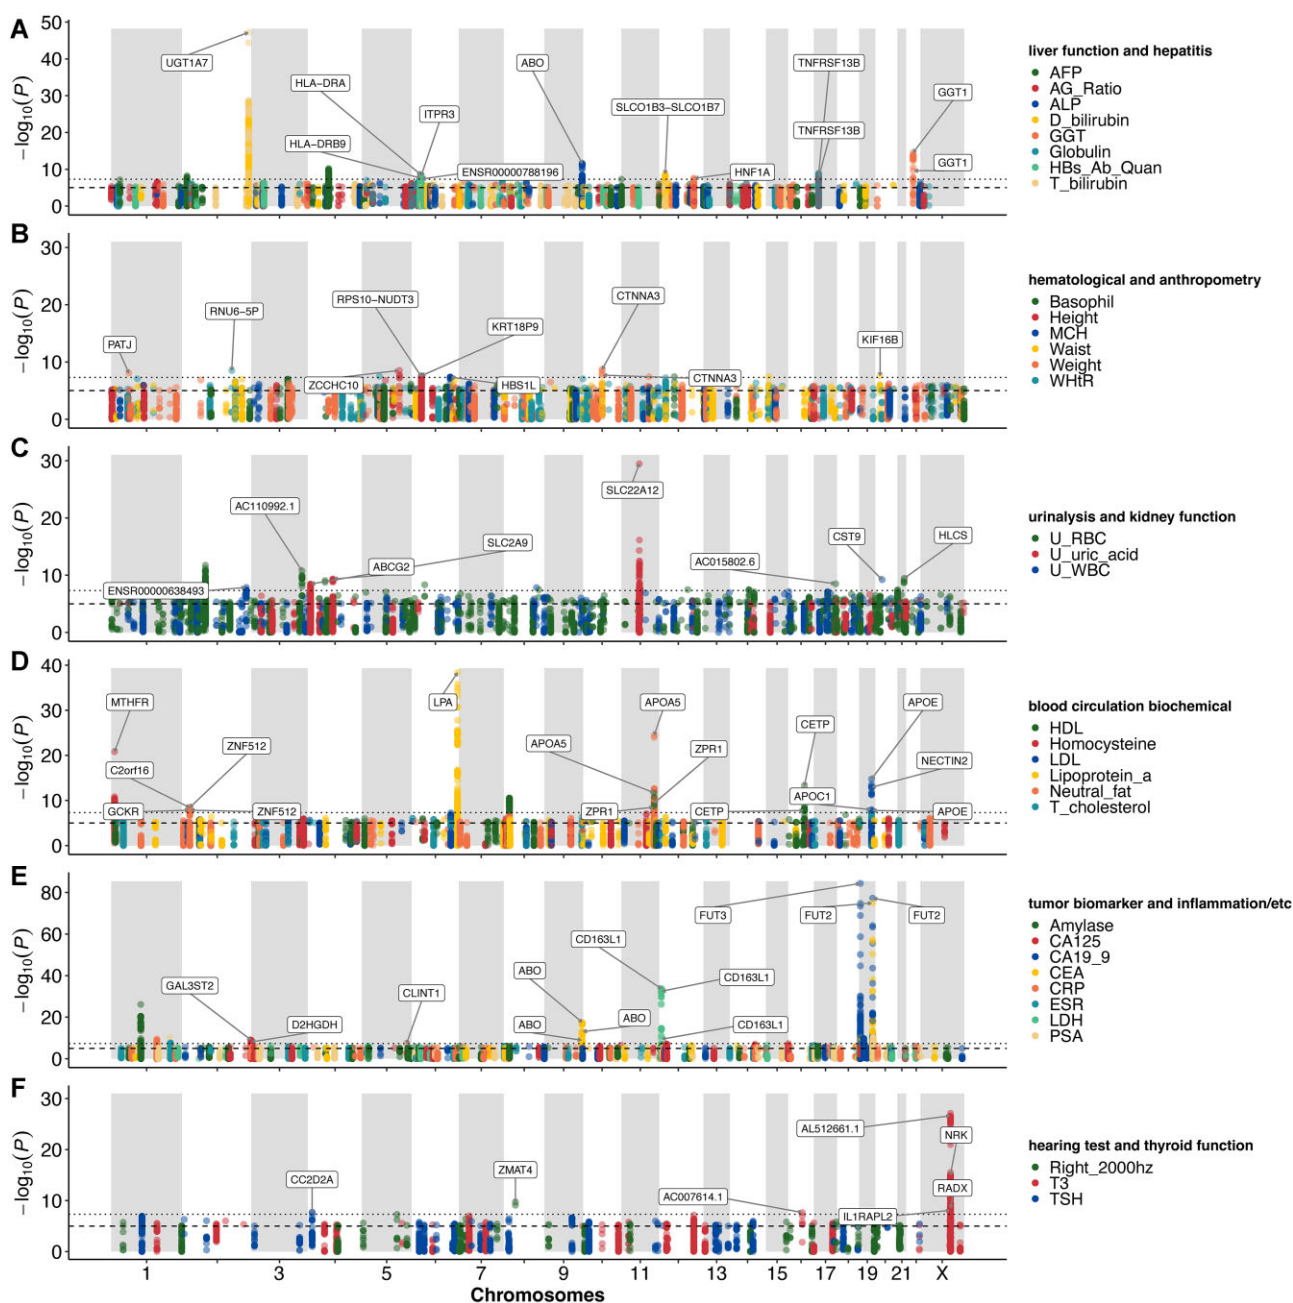 A
−log10(P)
50
40
30
20
10
0
UGT1A7
HLA−DRA
HLA−DRB9
ITPR3
ENSR00000788196
ABO
SLCO1B3−SLCO1B7
HNF1A
TNFRSF13B
TNFRSF13B
GGT1
GGT1
liver function and hepatitis
AFP
AG_Ratio
ALP
D_bilirubin
GGT
Globulin
HBs_Ab_Quan
T_bilirubin
B
−log10(P)
30
20
10
0
PATJ
RNU6−5P
RPS10−NUDT3
ZCCHC10
KRT18P9
HBS1L
CTNNA3
CTNNA3
KIF16B
hematological and anthropometry
Basophil
Height
MCH
Waist
Weight
WHtR
C
−log10(P)
30
20
10
0
ENSR00000638493
AC110992.1
ABCG2
SLC2A9
SLC22A12
AC015802.6
CST9
HLCS
urinalysis and kidney function
U_RBC
U_uric_acid
U_WBC
D
−log10(P)
40
30
20
10
0
MTHFR
C2orf16
GCKR
ZNF512
ZNF512
LPA
APOA5
ZPR1
APOA5
ZPR1
CETP
CETP
APOC1
APOE
NECTIN2
APOE
blood circulation biochemical
HDL
Homocysteine
LDL
Lipoprotein_a
Neutral_fat
T_cholesterol
E
−log10(P)
80
60
40
20
0
GAL3ST2
D2HGDH
CLINT1
ABO
ABO
ABO
CD163L1
CD163L1
CD163L1
FUT3
FUT2
FUT2
tumor biomarker and inflammation/etc
Amylase
CA125
CA19_9
CEA
CRP
ESR
LDH
PSA
F
−log10(P)
30
20
10
0
CC2D2A
ZMAT4
AC007614.1
AL512661.1
NRK
RADX
IL1RAPL2
hearing test and thyroid function
Right_2000hz
T3
TSH
1 3 5 7 9 11 13 15 17 19 21 X
Chromosomes